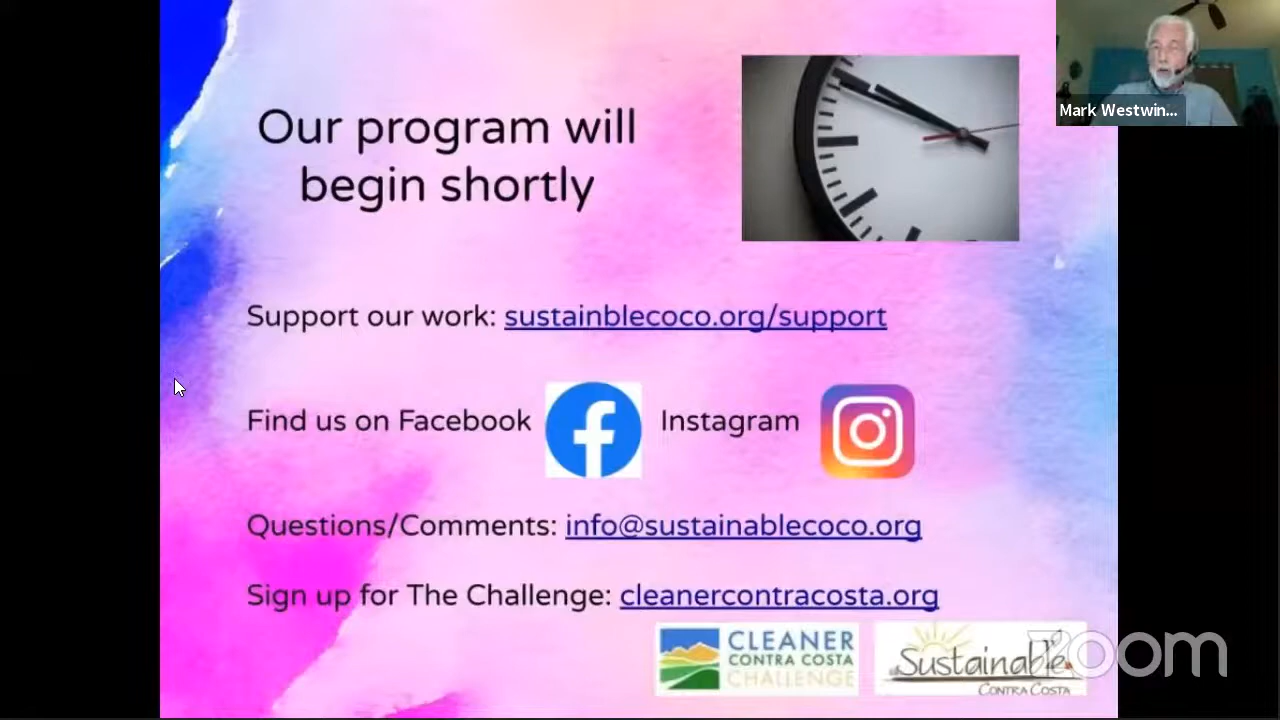 Our program will
begin shortly
Mark Westwin...
Support our work: sustainblecoco.org/support
Find us on Facebook
Instagram
Questions/Comments: info@sustainablecoco.org
Sign up for The Challenge: cleanercontracosta.org
CLEANER
CONTRA COSTA
CHALLENGE
Sustainable
CONTRA COSTA
zoom